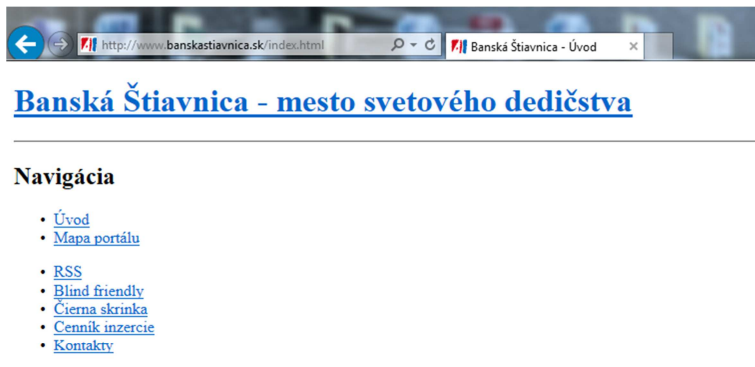 http://www.banskastiavnica.sk/index.html
Banská Štiavnica - Úvod
Banská Štiavnica - mesto svetového dedičstva
Navigácia
• Úvod
• Mapa portálu
• RSS
• Blind friendly
• Čierna skrinka
• Cenník inzercie
• Kontakty